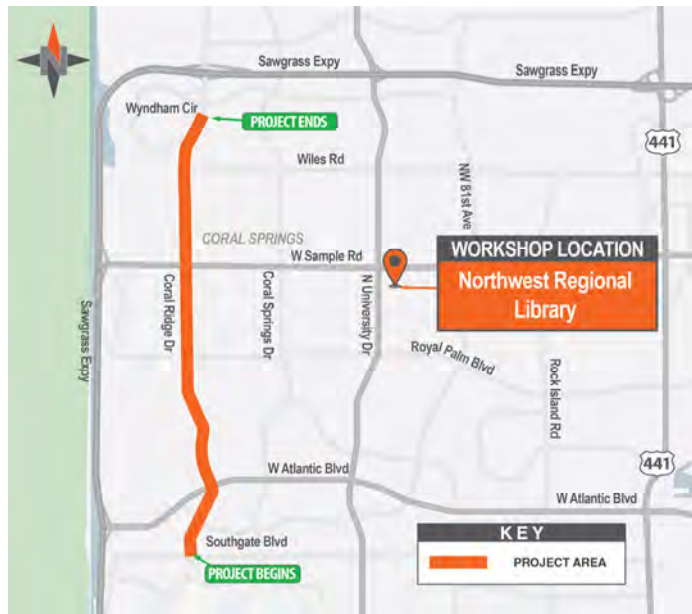 N
Sawgrass Expy
Sawgrass Expy
Wyndham Cir
PROJECT ENDS
441
Wiles Rd
NW 81st Ave
CORAL SPRINGS
WORKSHOP LOCATION
Northwest Regional
Library
W Sample Rd
Sawgrass Expy
Coral Ridge Dr
Coral Springs Dr
N University Dr
Royal Palm Blvd
Rock Island Rd
W Atlantic Blvd
441
W Atlantic Blvd
Southgate Blvd
PROJECT BEGINS
KEY
PROJECT AREA